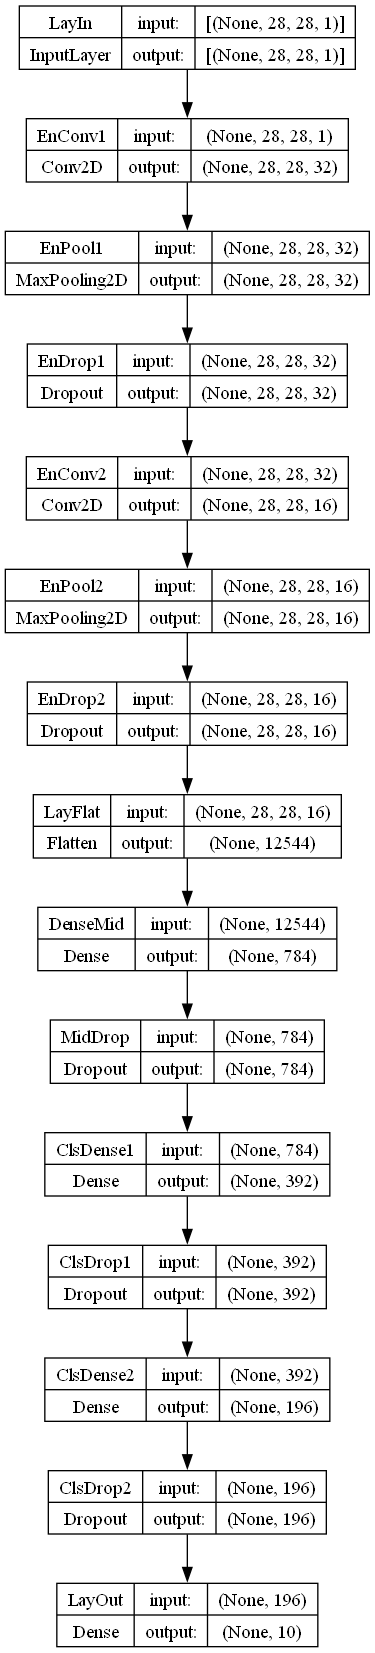 LayIn input: [(None, 28, 28, 1)]
InputLayer output: [(None, 28, 28, 1)]
EnConv1 input: (None, 28, 28, 1)
Conv2D output: (None, 28, 28, 32)
EnPool1 input: (None, 28, 28, 32)
MaxPooling2D output: (None, 28, 28, 32)
EnDrop1 input: (None, 28, 28, 32)
Dropout output: (None, 28, 28, 32)
EnConv2 input: (None, 28, 28, 32)
Conv2D output: (None, 28, 28, 16)
EnPool2 input: (None, 28, 28, 16)
MaxPooling2D output: (None, 28, 28, 16)
EnDrop2 input: (None, 28, 28, 16)
Dropout output: (None, 28, 28, 16)
LayFlat input: (None, 28, 28, 16)
Flatten output: (None, 12544)
DenseMid input: (None, 12544)
Dense output: (None, 784)
MidDrop input: (None, 784)
Dropout output: (None, 784)
ClsDense1 input: (None, 784)
Dense output: (None, 392)
ClsDrop1 input: (None, 392)
Dropout output: (None, 392)
ClsDense2 input: (None, 392)
Dense output: (None, 196)
ClsDrop2 input: (None, 196)
Dropout output: (None, 196)
LayOut input: (None, 196)
Dense output: (None, 10)